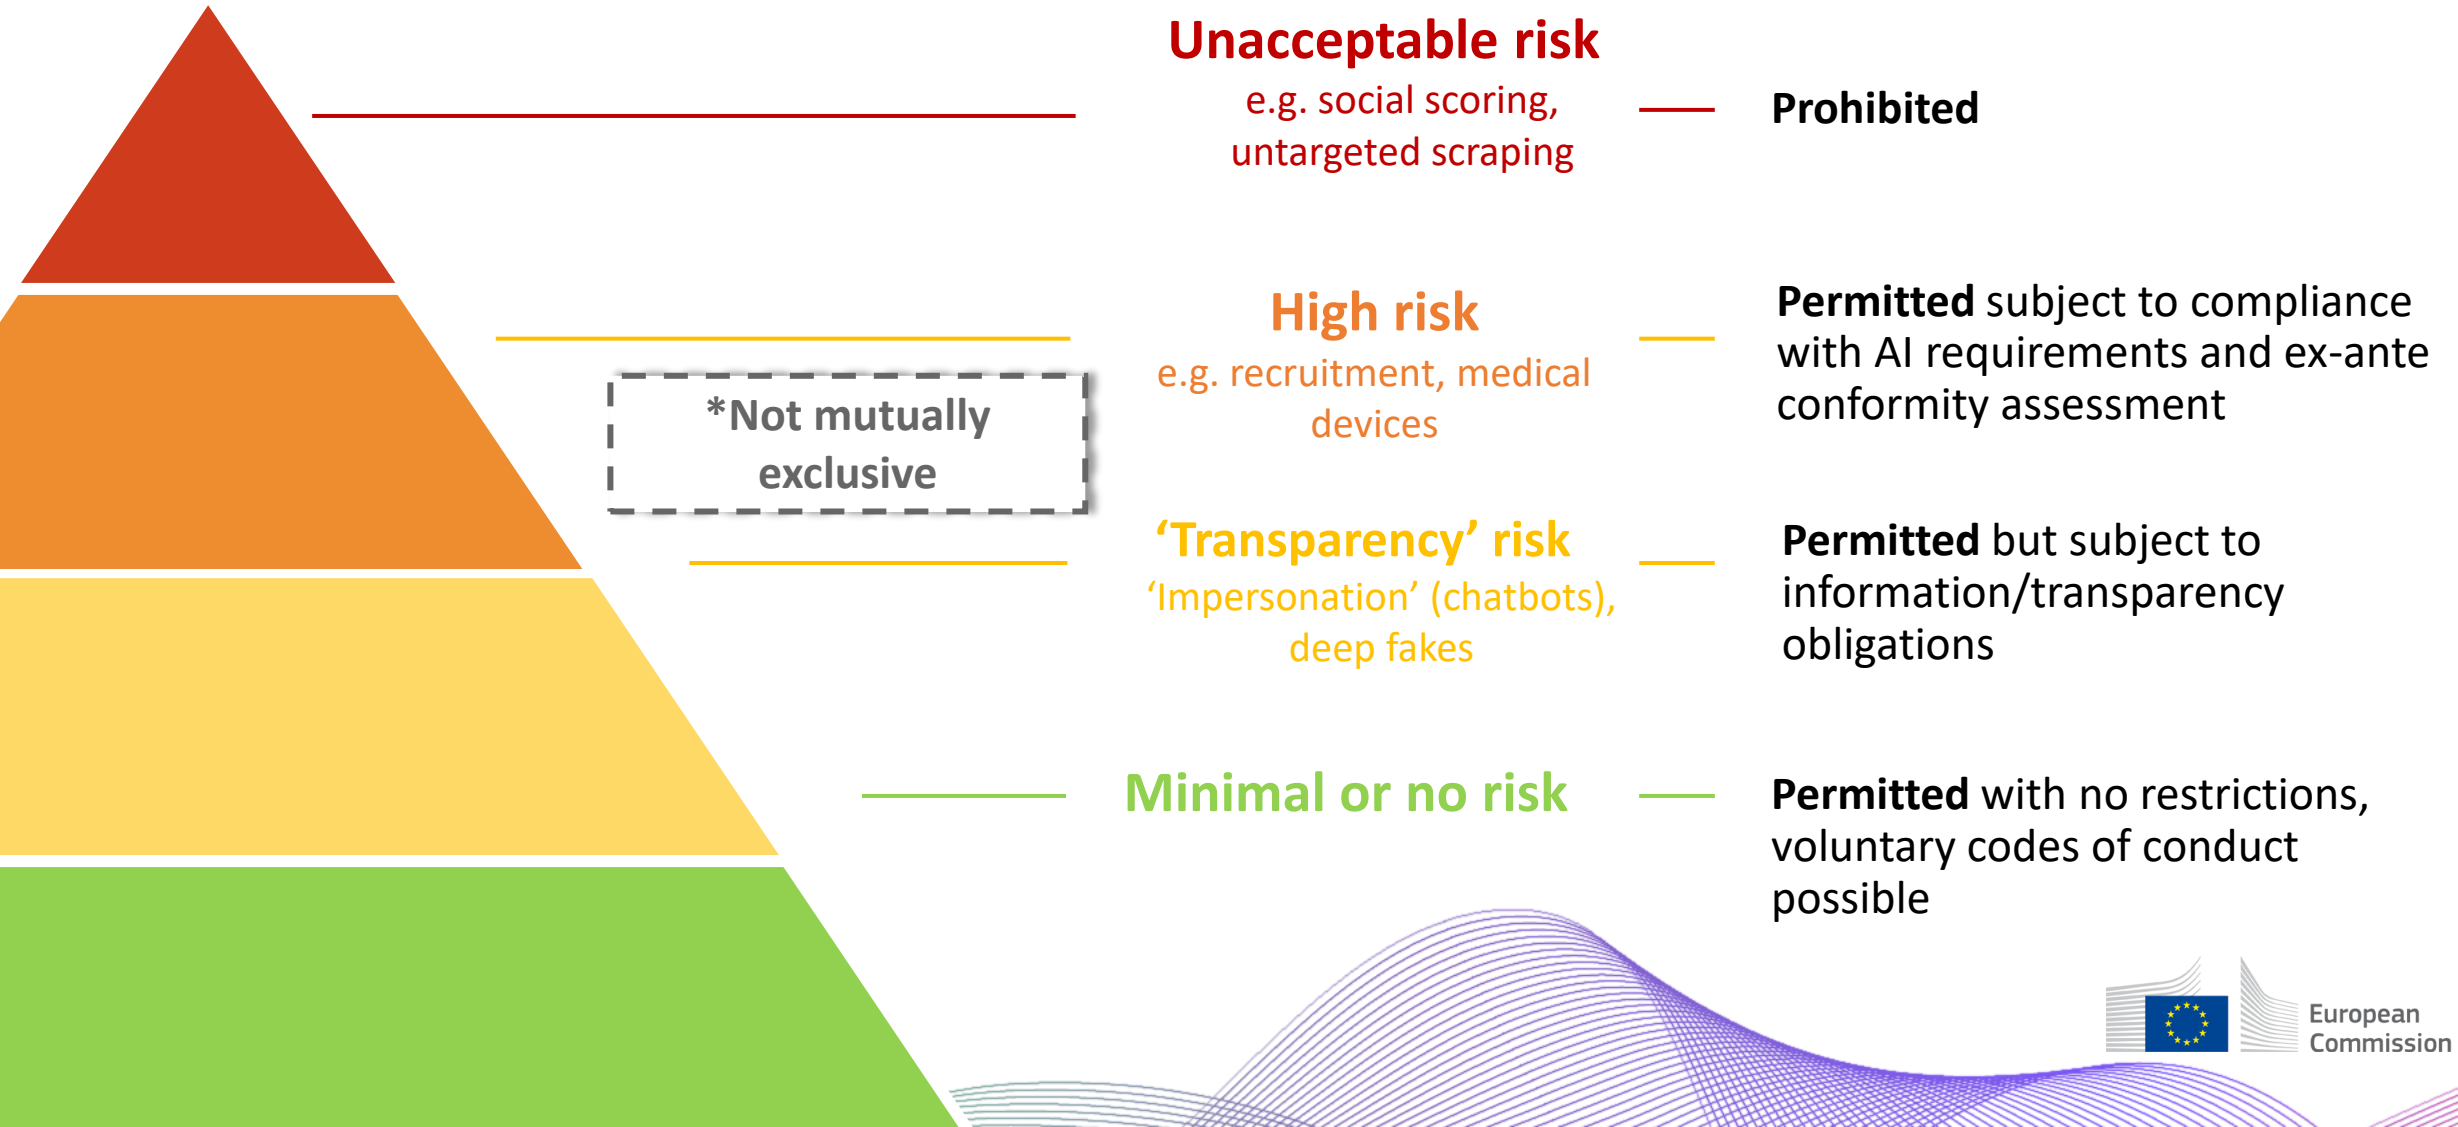 Unacceptable risk
e.g. social scoring,
untargeted scraping
Prohibited
High risk
e.g. recruitment, medical
devices
Permitted subject to compliance
with AI requirements and ex-ante
conformity assessment
*Not mutually
exclusive
‘Transparency’ risk
‘Impersonation’ (chatbots),
deep fakes
Permitted but subject to
information/transparency
obligations
Minimal or no risk
Permitted with no restrictions,
voluntary codes of conduct
possible
European
Commission